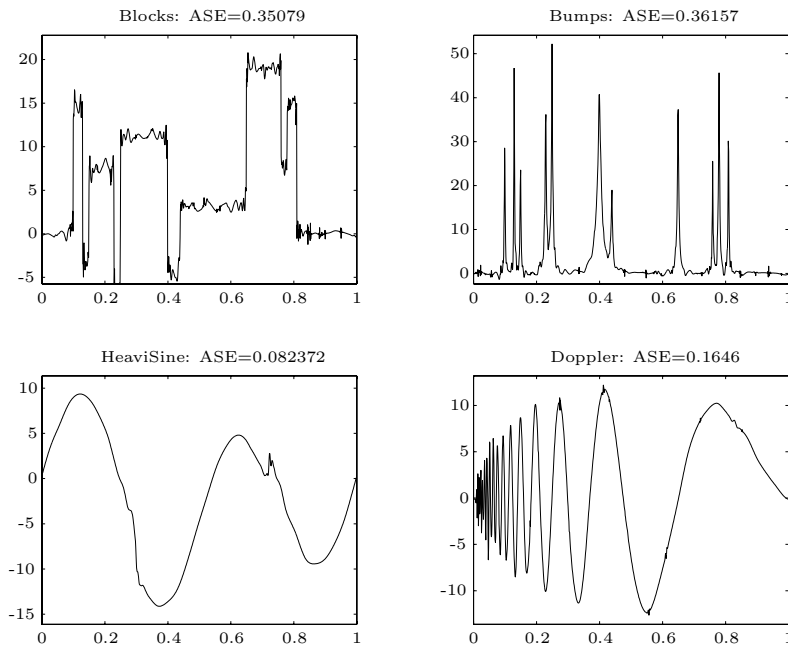 Blocks: ASE=0.35079
20
15
10
5
0
-5
0 0.2 0.4 0.6 0.8 1
Bumps: ASE=0.36157
50
40
30
20
10
0
0 0.2 0.4 0.6 0.8 1
HeaviSine: ASE=0.082372
10
5
0
-5
-10
-15
0 0.2 0.4 0.6 0.8 1
Doppler: ASE=0.1646
10
5
0
-5
-10
0 0.2 0.4 0.6 0.8 1